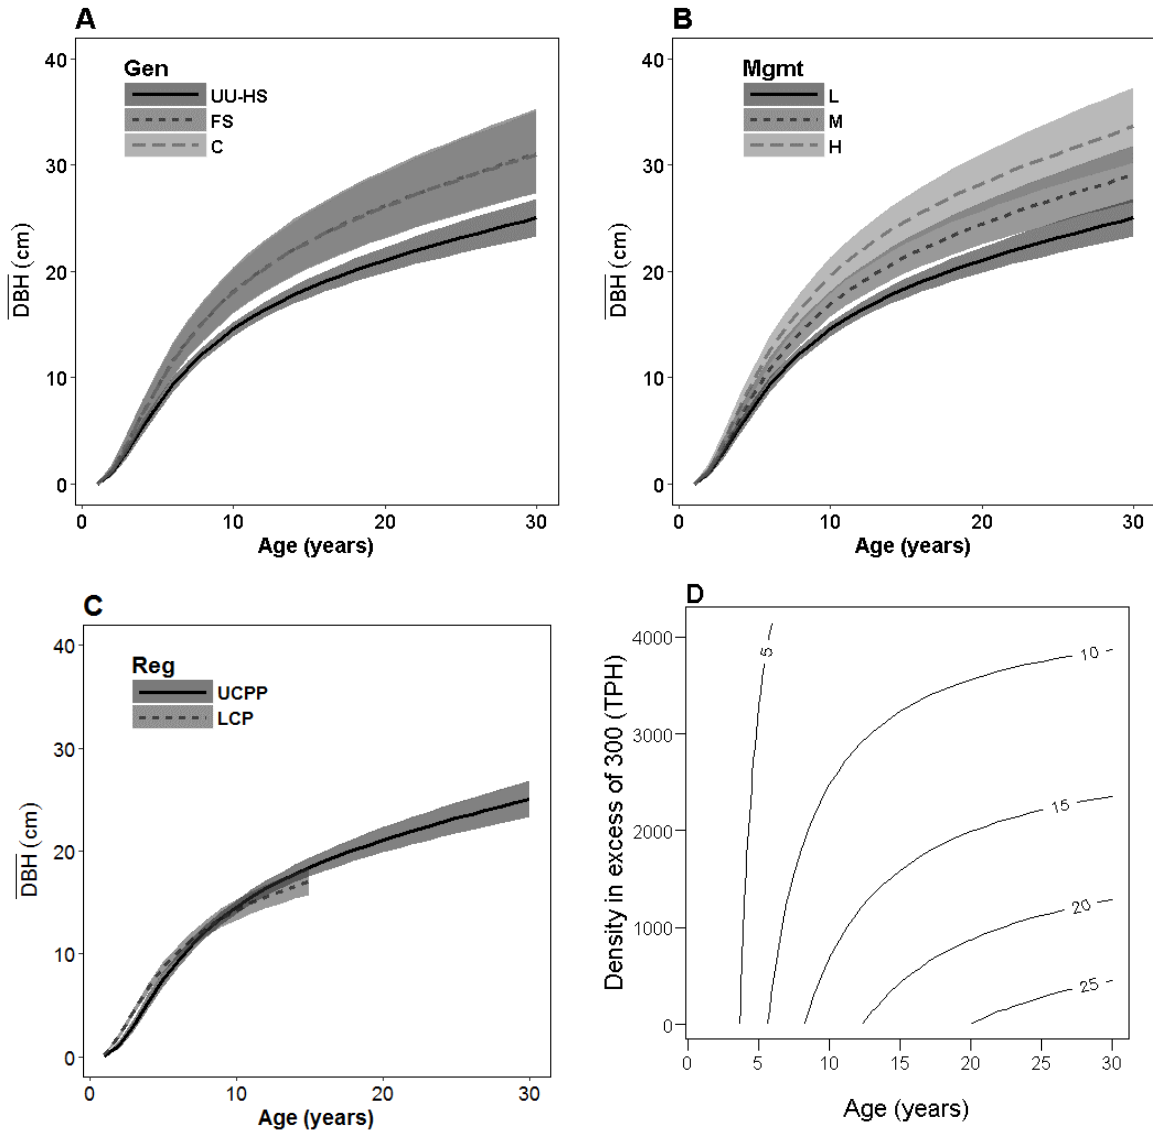 A
Gen
UU-HS
FS
C
40
30
20
10
0
DBH (cm)
0 10 20 30
Age (years)
B
Mgmt
L
M
H
40
30
20
10
0
DBH (cm)
0 10 20 30
Age (years)
C
Reg
UCPP
LCP
40
30
20
10
0
DBH (cm)
0 10 20 30
Age (years)
D
4000
3000
2000
1000
0
Density in excess of 300 (TPH)
5
10
15
20
25
0 5 10 15 20 25 30
Age (years)